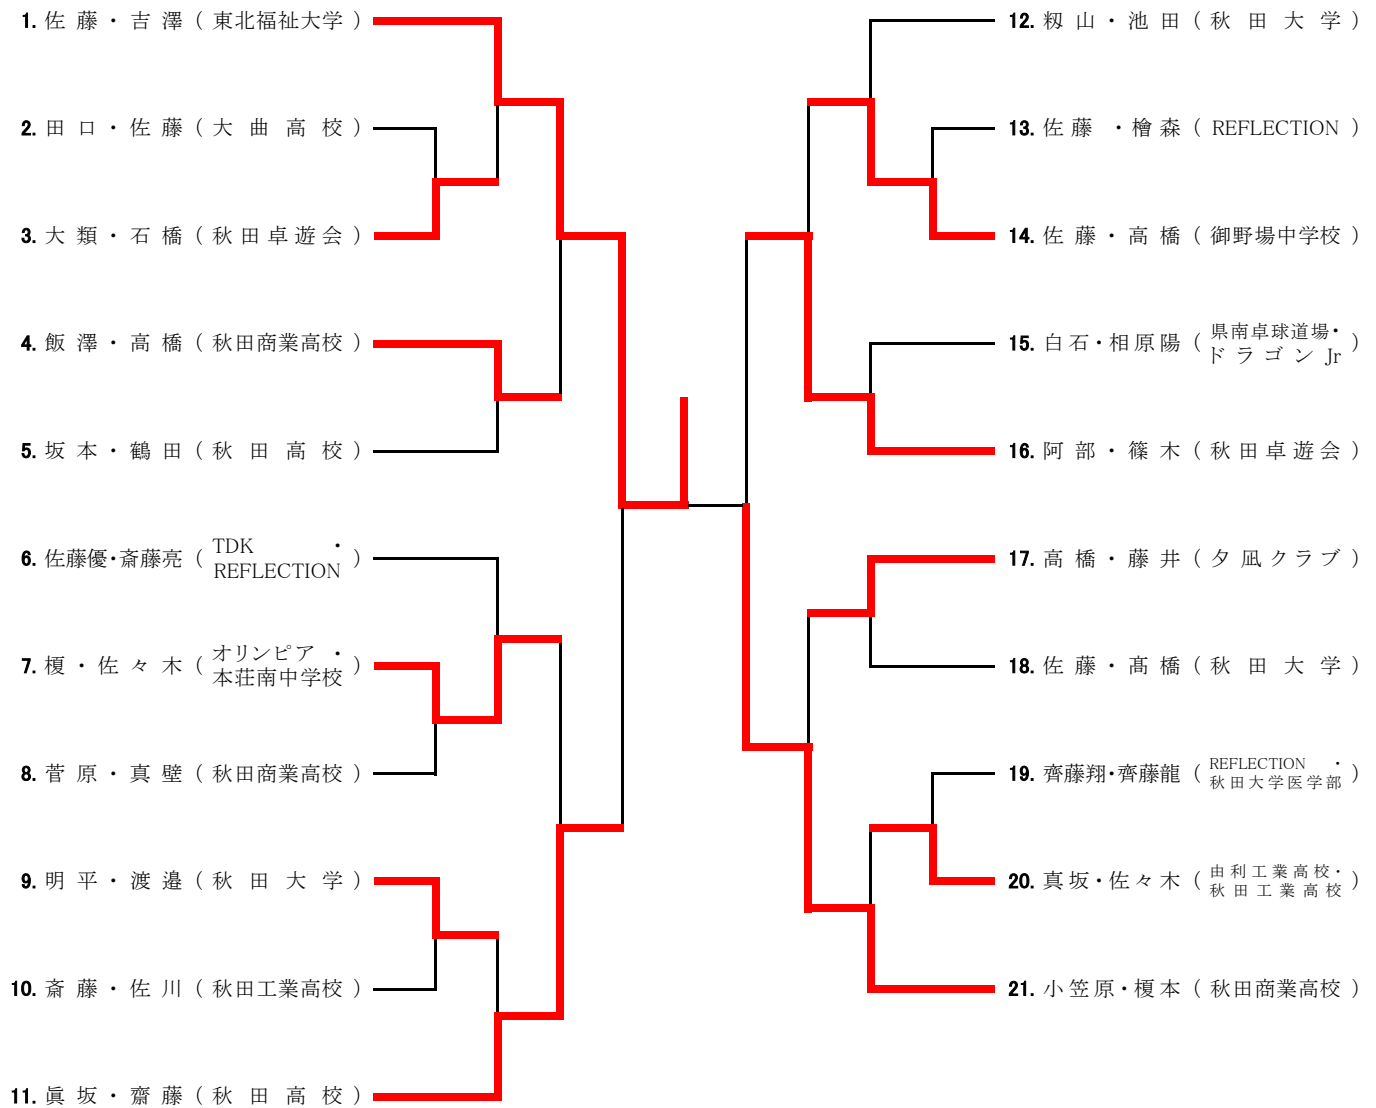 1. 佐藤・吉澤（東北福祉大学）
2. 田口・佐藤（大曲高校）
3. 大類・石橋（秋田卓遊会）
4. 飯澤・高橋（秋田商業高校）
5. 坂本・鶴田（秋田高校）
6. 佐藤優・斎藤亮（TDK・
REFLECTION）
7. 榎・佐々木（オリンピア・
本荘南中学校）
8. 菅原・真壁（秋田商業高校）
9. 明平・渡邉（秋田大学）
10. 斎藤・佐川（秋田工業高校）
11. 眞坂・齋藤（秋田高校）
12. 籾山・池田（秋田大学）
13. 佐藤・檜森（REFLECTION）
14. 佐藤・高橋（御野場中学校）
15. 白石・相原陽（県南卓球道場・
ドラゴンJr）
16. 阿部・篠木（秋田卓遊会）
17. 高橋・藤井（夕凪クラブ）
18. 佐藤・髙橋（秋田大学）
19. 齊藤翔・齊藤龍（REFLECTION・
秋田大学医学部）
20. 真坂・佐々木（由利工業高校・
秋田工業高校）
21. 小笠原・榎本（秋田商業高校）